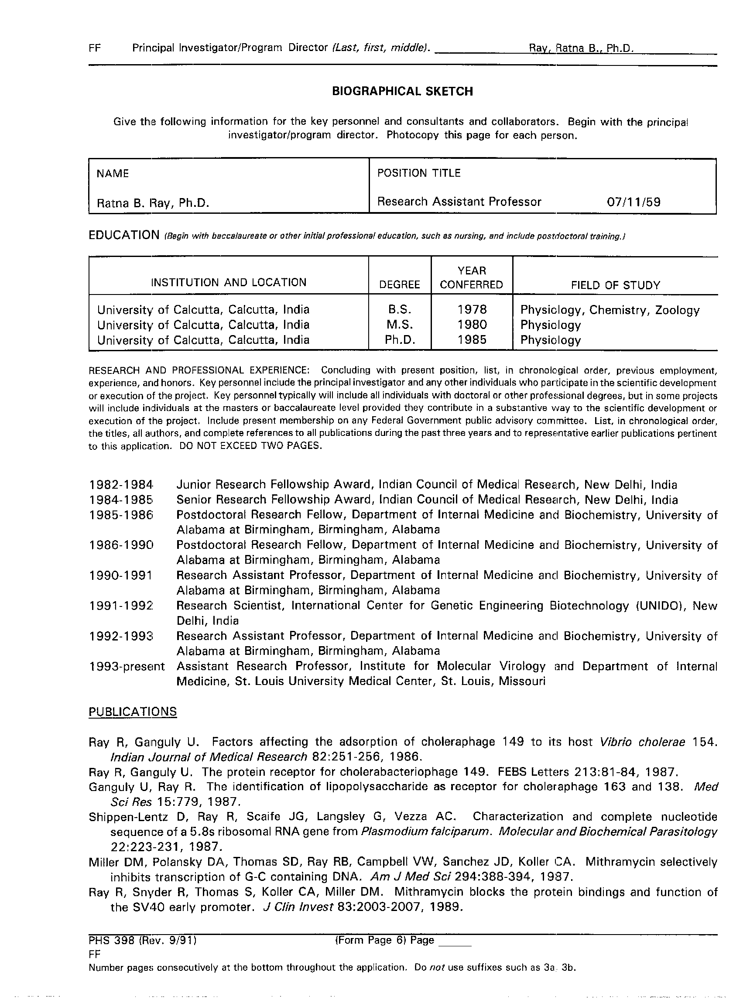 FF Principal Investigator/Program Director (Last, first, middle). Ray, Ratna B., Ph.D.
BIOGRAPHICAL SKETCH
Give the following information for the key personnel and consultants and collaborators. Begin with the principal
investigator/program director. Photocopy this page for each person.
NAME POSITION TITLE
Ratna B. Ray, Ph.D. Research Assistant Professor 07/11/59
EDUCATION (Begin with baccalaureate or other initial professional education, such as nursing, and include postdoctoral training.)
INSTITUTION AND LOCATION DEGREE YEAR CONFERRED FIELD OF STUDY
University of Calcutta, Calcutta, India B.S. 1978 Physiology, Chemistry, Zoology
University of Calcutta, Calcutta, India M.S. 1980 Physiology
University of Calcutta, Calcutta, India Ph.D. 1985 Physiology
RESEARCH AND PROFESSIONAL EXPERIENCE: Concluding with present position, list, in chronological order, previous employment,
experience, and honors. Key personnel include the principal investigator and any other individuals who participate in the scientific development
or execution of the project. Key personnel typically will include all individuals with doctoral or other professional degrees, but in some projects
will include individuals at the masters or baccalaureate level provided they contribute in a substantive way to the scientific development or
execution of the project. Include present membership on any Federal Government public advisory committee. List, in chronological order,
the titles, all authors, and complete references to all publications during the past three years and to representative earlier publications pertinent
to this application. DO NOT EXCEED TWO PAGES.
1982-1984 Junior Research Fellowship Award, Indian Council of Medical Research, New Delhi, India
1984-1985 Senior Research Fellowship Award, Indian Council of Medical Research, New Delhi, India
1985-1986 Postdoctoral Research Fellow, Department of Internal Medicine and Biochemistry, University of
Alabama at Birmingham, Birmingham, Alabama
1986-1990 Postdoctoral Research Fellow, Department of Internal Medicine and Biochemistry, University of
Alabama at Birmingham, Birmingham, Alabama
1990-1991 Research Assistant Professor, Department of Internal Medicine and Biochemistry, University of
Alabama at Birmingham, Birmingham, Alabama
1991-1992 Research Scientist, International Center for Genetic Engineering Biotechnology (UNIDO), New
Delhi, India
1992-1993 Research Assistant Professor, Department of Internal Medicine and Biochemistry, University of
Alabama at Birmingham, Birmingham, Alabama
1993-present Assistant Research Professor, Institute for Molecular Virology and Department of Internal
Medicine, St. Louis University Medical Center, St. Louis, Missouri
PUBLICATIONS
Ray R, Ganguly U. Factors affecting the adsorption of choleraphage 149 to its host Vibrio cholerae 154.
Indian Journal of Medical Research 82:251-256, 1986.
Ray R, Ganguly U. The protein receptor for cholerabacteriophage 149. FEBS Letters 213:81-84, 1987.
Ganguly U, Ray R. The identification of lipopolysaccharide as receptor for choleraphage 163 and 138. Med
Sci Res 15:779, 1987.
Shippen-Lentz D, Ray R, Scaife JG, Langsley G, Vezza AC. Characterization and complete nucleotide
sequence of a 5.8s ribosomal RNA gene from Plasmodium falciparum. Molecular and Biochemical Parasitology
22:223-231, 1987.
Miller DM, Polansky DA, Thomas SD, Ray RB, Campbell VW, Sanchez JD, Koller CA. Mithramycin selectively
inhibits transcription of G-C containing DNA. Am J Med Sci 294:388-394, 1987.
Ray R, Snyder R, Thomas S, Koller CA, Miller DM. Mithramycin blocks the protein bindings and function of
the SV40 early promoter. J Clin Invest 83:2003-2007, 1989.
PHS 398 (Rev. 9/91) (Form Page 6) Page
FF
Number pages consecutively at the bottom throughout the application. Do not use suffixes such as 3a, 3b.